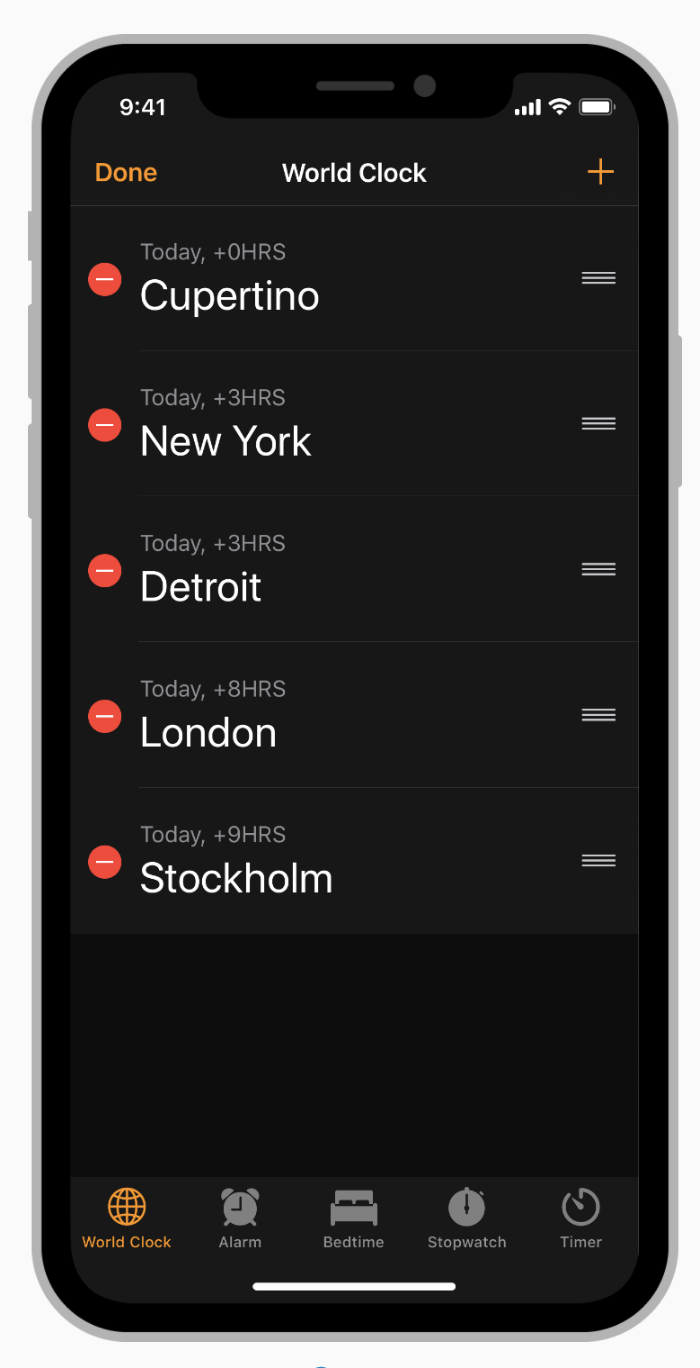 9:41
Done World Clock
Today, +0HRS
Cupertino
Today, +3HRS
New York
Today, +3HRS
Detroit
Today, +8HRS
London
Today, +9HRS
Stockholm
World Clock Alarm Bedtime Stopwatch Timer